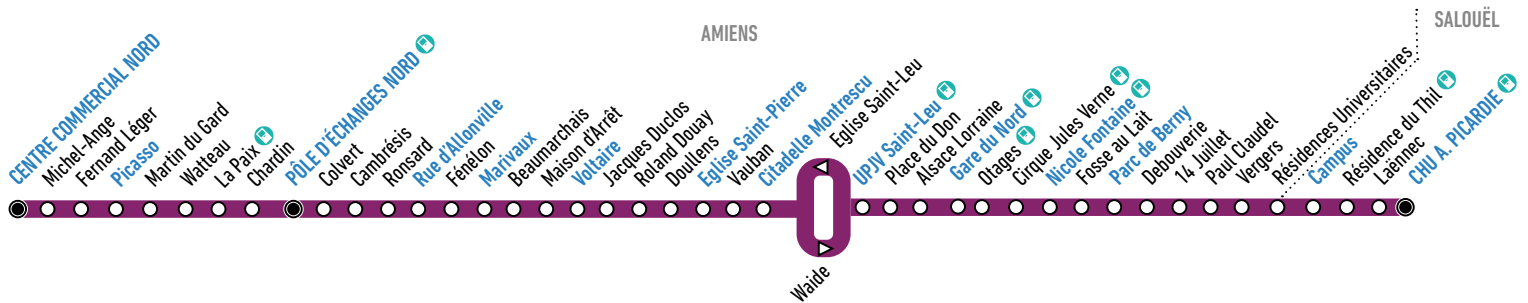 AMIENS
SALOUËL
CENTRE COMMERCIAL NORD
Michel-Ange
Fernand Léger
Picasso
Martin du Gard
Watteau
La Paix
Chardin
PÔLE D'ÉCHANGES NORD
Colvert
Cambrésis
Ronsard
Rue d'Allonville
Fénélon
Marivaux
Beaumarchais
Maison d'Arrêt
Voltaire
Jacques Duclos
Roland Douay
Doullens
Eglise Saint-Pierre
Vauban
Citadelle Montrescu
Eglise Saint-Leu
Waide
UPJV Saint-Leu
Place du Don
Alsace Lorraine
Gare du Nord
Otages
Cirque Jules Verne
Nicole Fontaine
Fosse au Lait
Parc de Berny
Debouverie
14 Juillet
Paul Claudel
Vergers
Résidences Universitaires
Campus
Résidence du Thil
Laënnec
CHU A. PICARDIE